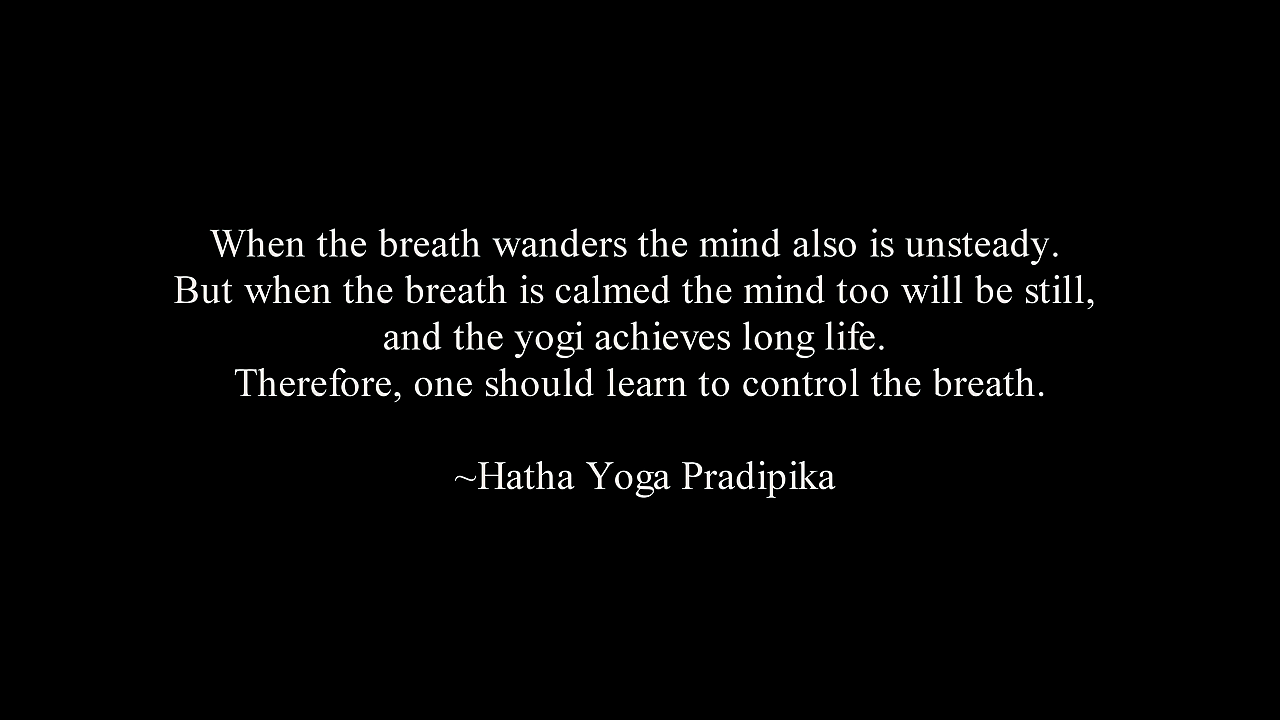 When the breath wanders the mind also is unsteady.
But when the breath is calmed the mind too will be still,
and the yogi achieves long life.
Therefore, one should learn to control the breath.
~Hatha Yoga Pradipika